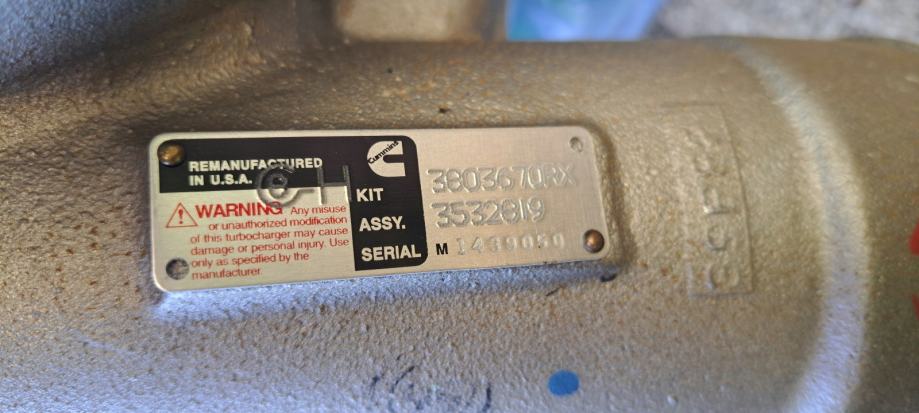 REMANUFACTURED
IN U.S.A.
C-H
WARNING Any misuse
or unauthorized modification
of this turbocharger may cause
damage or personal injury. Use
only as specified by the
manufacturer.
Cummins
KIT 3803670RX
ASSY. 3532819
SERIAL M 1439050